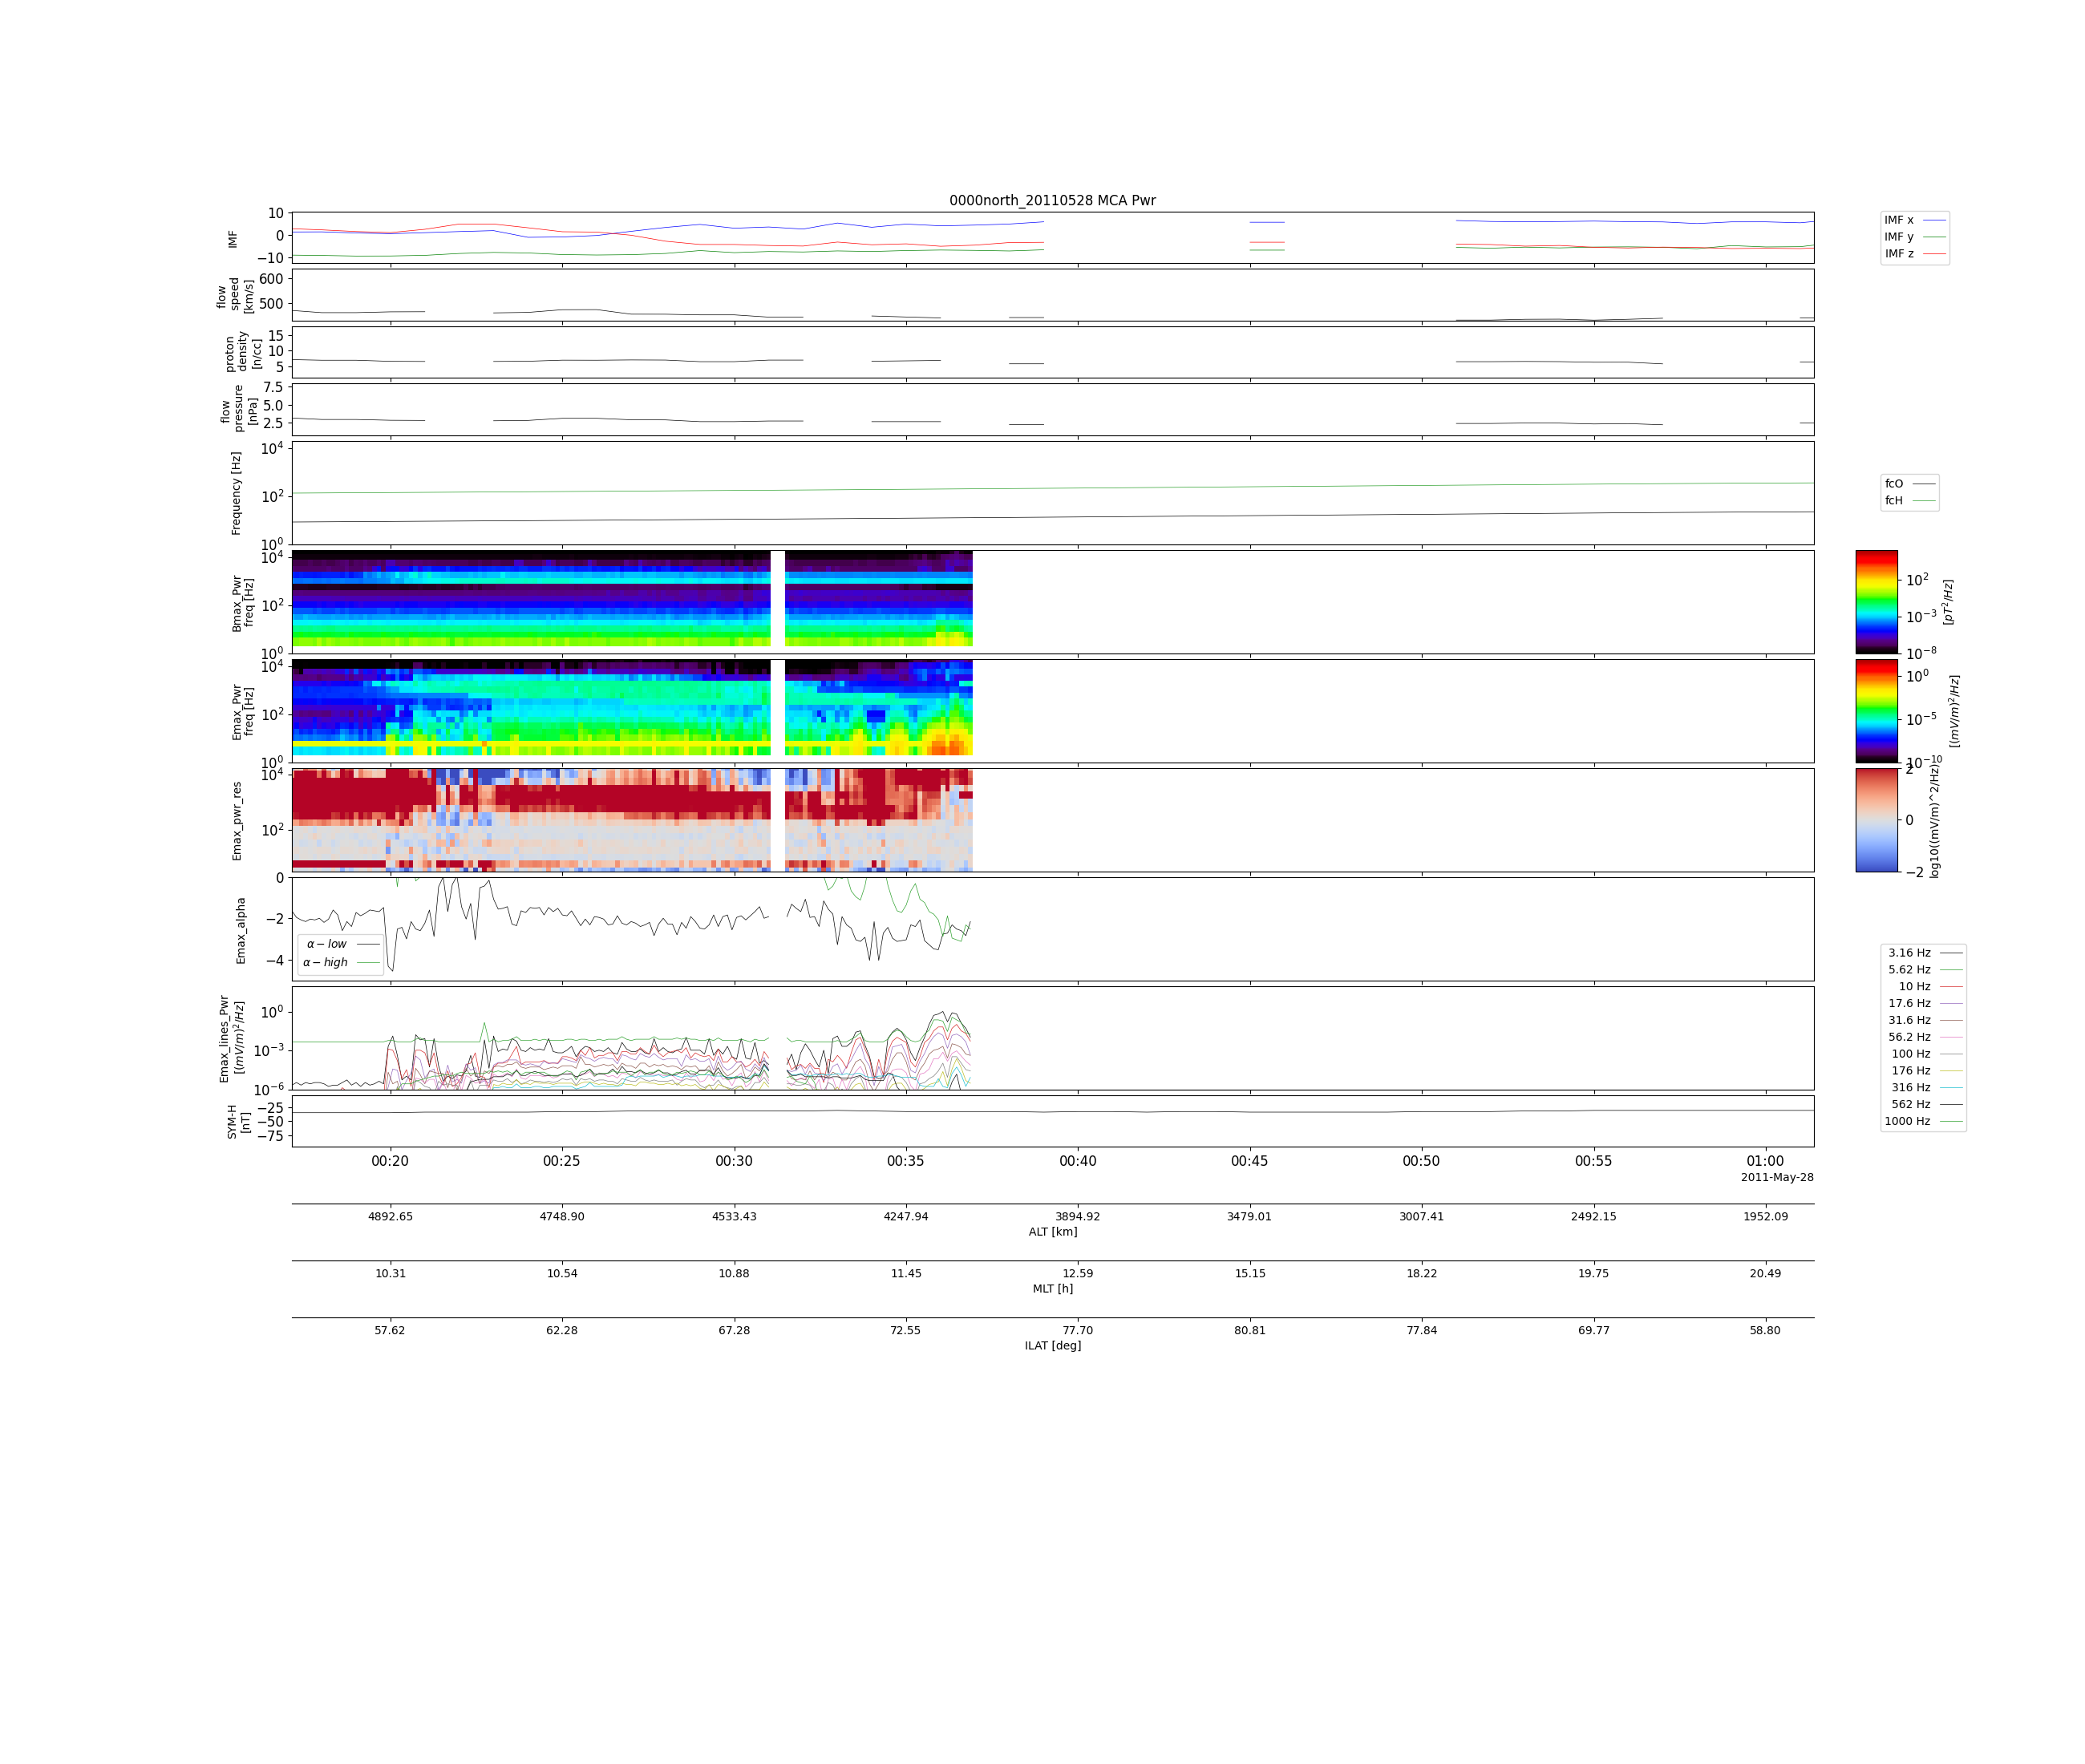 0000north_20110528 MCA Pwr
10
0
−10
IMF
IMF x
IMF y
IMF z
600
500
flow
speed
[km/s]
15
10
5
proton
density
[n/cc]
7.5
5.0
2.5
flow
pressure
[nPa]
10^4
10^2
10^0
Frequency [Hz]
fcO
fcH
10^4
10^2
10^0
Bmax_Pwr
freq [Hz]
10^2
10^−3
10^−8
[pT^2/Hz]
10^4
10^2
10^0
Emax_Pwr
freq [Hz]
10^0
10^−5
10^−10
[(mV/m)^2/Hz]
10^4
10^2
Emax_pwr_res
2
0
−2
log10((mV/m)^2/Hz)
0
−2
−4
Emax_alpha
α − low
α − high
10^0
10^−3
10^−6
Emax_lines_Pwr
[(mV/m)^2/Hz]
3.16 Hz
5.62 Hz
10 Hz
17.6 Hz
31.6 Hz
56.2 Hz
100 Hz
176 Hz
316 Hz
562 Hz
1000 Hz
−25
−50
−75
SYM-H
[nT]
00:20 00:25 00:30 00:35 00:40 00:45 00:50 00:55 01:00
2011-May-28
4892.65 4748.90 4533.43 4247.94 3894.92 3479.01 3007.41 2492.15 1952.09
ALT [km]
10.31 10.54 10.88 11.45 12.59 15.15 18.22 19.75 20.49
MLT [h]
57.62 62.28 67.28 72.55 77.70 80.81 77.84 69.77 58.80
ILAT [deg]